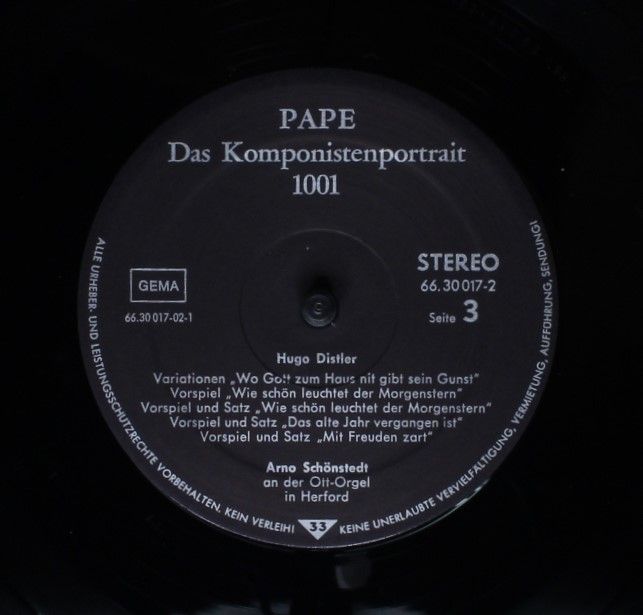 PAPE
Das Komponistenportrait
1001
GEMA
66.30 017-02-1
STEREO
66.30 017-2
Seite 3
Hugo Distler
Variationen „Wo Gott zum Haus nit gibt sein Gunst"
Vorspiel „Wie schön leuchtet der Morgenstern"
Vorspiel und Satz „Wie schön leuchtet der Morgenstern"
Vorspiel und Satz „Das alte Jahr vergangen ist"
Vorspiel und Satz „Mit Freuden zart"
Arno Schönstedt
an der Ott-Orgel
in Herford
ALLE URHEBER- UND LEISTUNGSSCHUTZRECHTE VORBEHALTEN. KEIN VERLEIH! 33 KEINE UNERLAUBTE VERVIELFÄLTIGUNG, VERMIETUNG, AUFFÜHRUNG, SENDUNG!